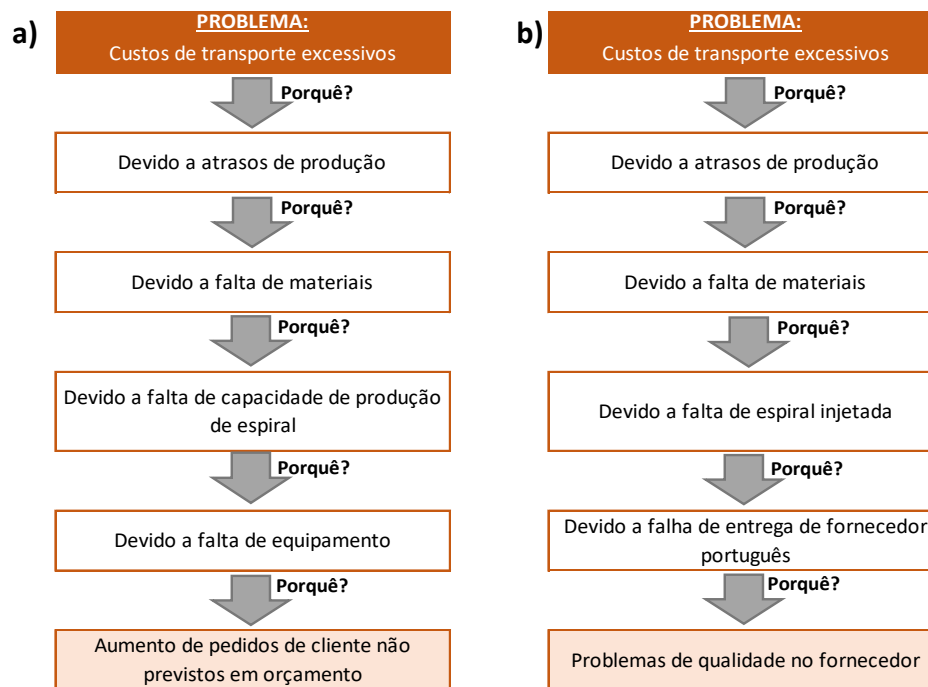 a)
PROBLEMA:
Custos de transporte excessivos
Porquê?
Devido a atrasos de produção
Porquê?
Devido a falta de materiais
Porquê?
Devido a falta de capacidade de produção
de espiral
Porquê?
Devido a falta de equipamento
Porquê?
Aumento de pedidos de cliente não
previstos em orçamento
b)
PROBLEMA:
Custos de transporte excessivos
Porquê?
Devido a atrasos de produção
Porquê?
Devido a falta de materiais
Porquê?
Devido a falta de espiral injetada
Porquê?
Devido a falha de entrega de fornecedor
português
Porquê?
Problemas de qualidade no fornecedor